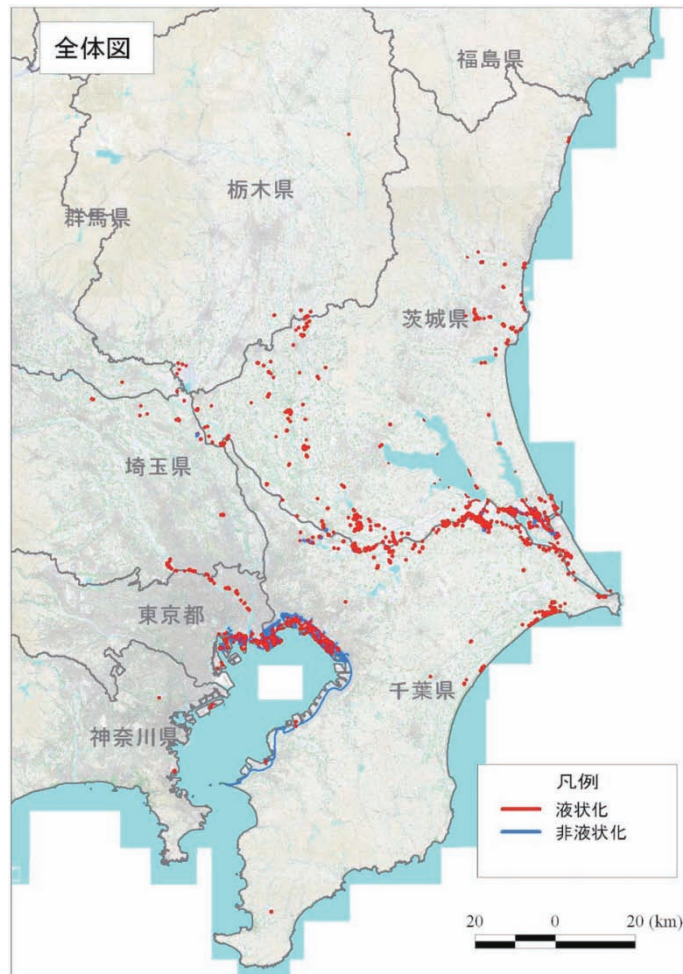 全体図
福島県
栃木県
群馬県
茨城県
埼玉県
東京都
千葉県
神奈川県
凡例
液状化
非液状化
20 0 20 (km)